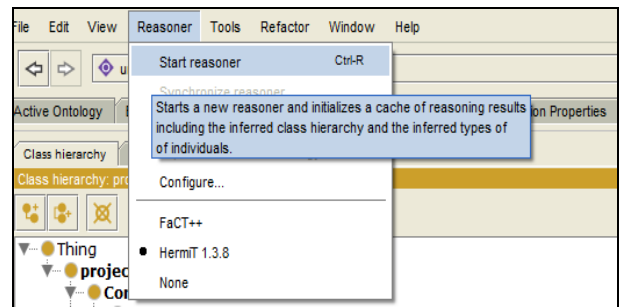 File Edit View Reasoner Tools Refactor Window Help
Start reasoner Ctrl-R
u
Synchronize reasoner
Active Ontology on Properties
Starts a new reasoner and initializes a cache of reasoning results
including the inferred class hierarchy and the inferred types of
of individuals.
Class hierarchy
Class hierarchy: pro
Configure...
FaCT++
HermiT 1.3.8
None
Thing
projec
Cor